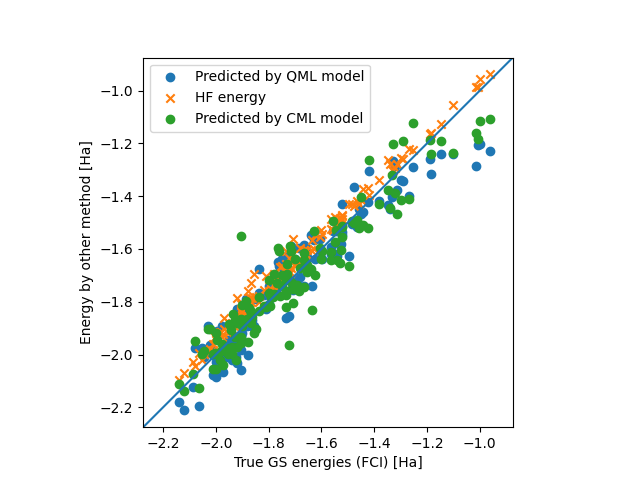 Predicted by QML model
HF energy
Predicted by CML model
Energy by other method [Ha]
−1.0
−1.2
−1.4
−1.6
−1.8
−2.0
−2.2
−2.2 −2.0 −1.8 −1.6 −1.4 −1.2 −1.0
True GS energies (FCI) [Ha]